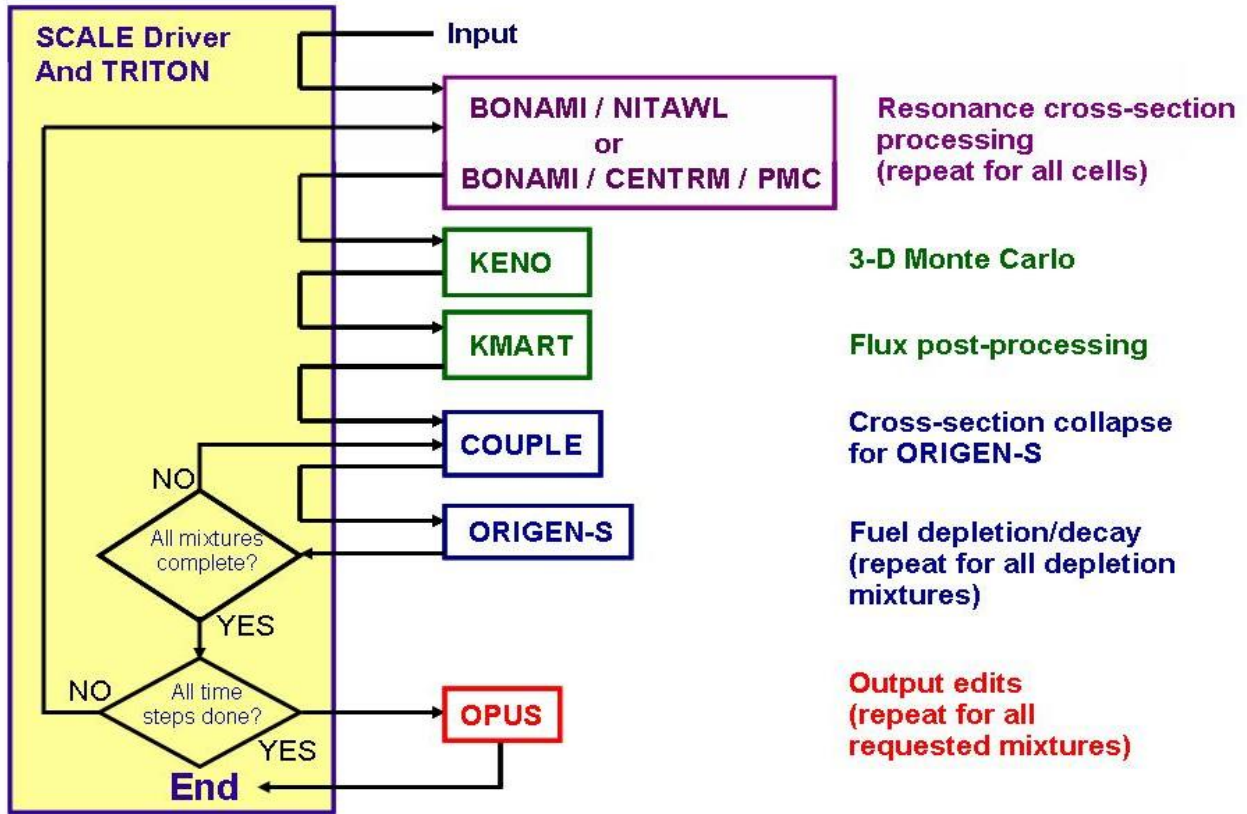 SCALE Driver
And TRITON
Input
BONAMI / NITAWL
or
BONAMI / CENTRM / PMC
Resonance cross-section
processing
(repeat for all cells)
KENO
3-D Monte Carlo
KMART
Flux post-processing
COUPLE
Cross-section collapse
for ORIGEN-S
NO
All mixtures
complete?
YES
ORIGEN-S
Fuel depletion/decay
(repeat for all depletion
mixtures)
NO
All time
steps done?
YES
OPUS
Output edits
(repeat for all
requested mixtures)
End